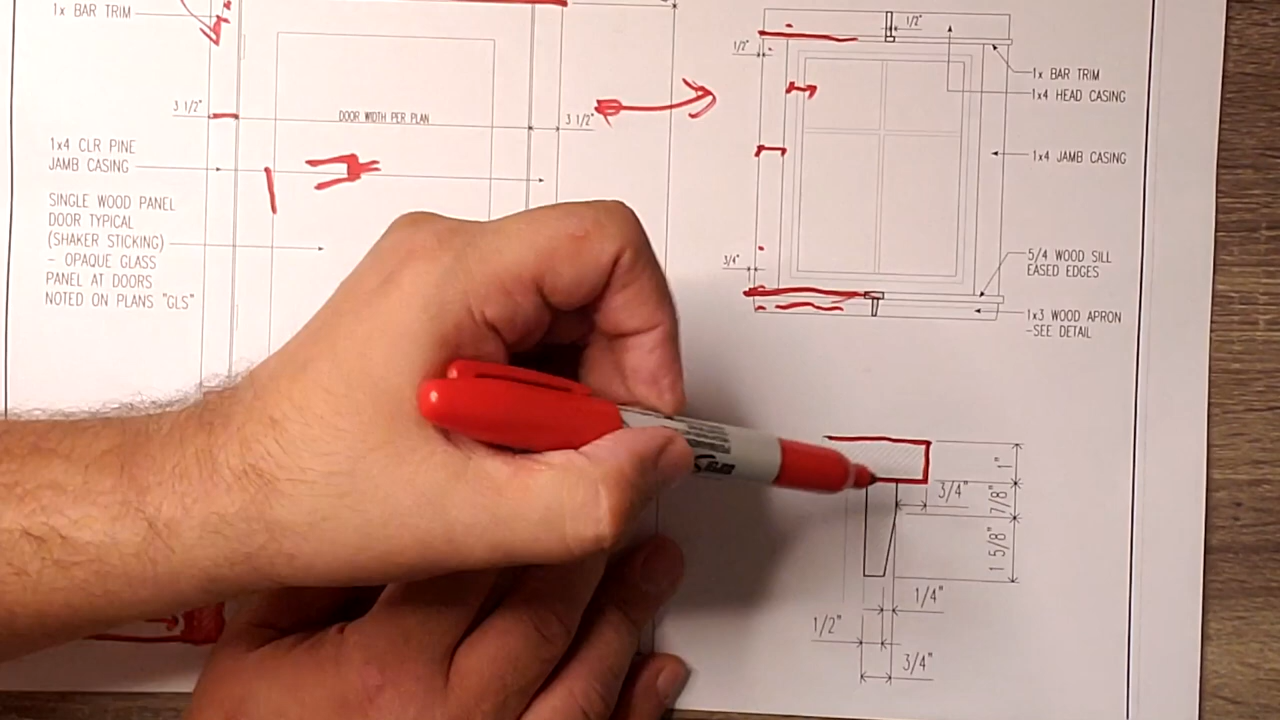 1x BAR TRIM
3 1/2"
DOOR WIDTH PER PLAN
3 1/2"
1x4 CLR PINE
JAMB CASING
SINGLE WOOD PANEL
DOOR TYPICAL
(SHAKER STICKING)
- OPAQUE GLASS
PANEL AT DOORS
NOTED ON PLANS "GLS"
1/2"
1/2"
1x BAR TRIM
1x4 HEAD CASING
1x4 JAMB CASING
3/4"
5/4 WOOD SILL
EASED EDGES
1x3 WOOD APRON
-SEE DETAIL
1"
3/4"
7/8"
1 5/8"
1/4"
1/2"
3/4"